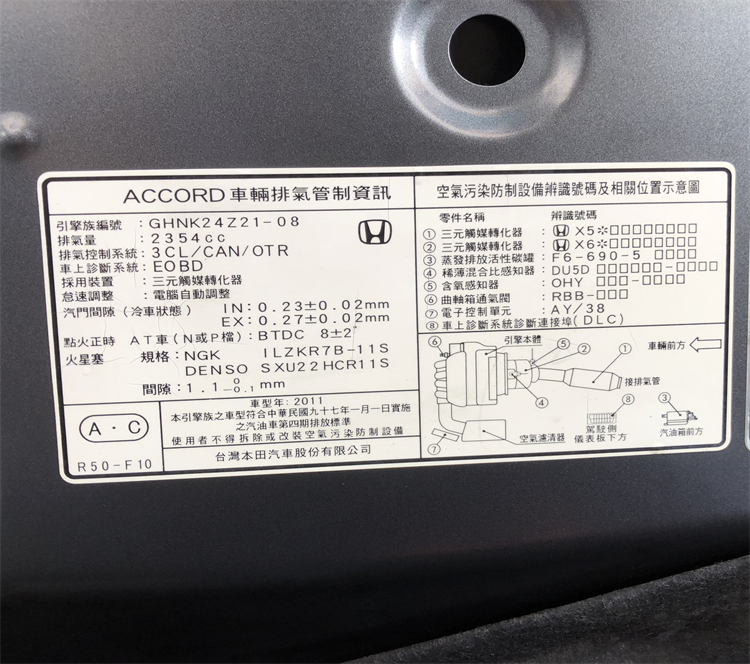 ACCORD車輛排氣管制資訊
引擎族編號：GHNK24Z21-08
排氣量：2354cc
排氣控制系統：3CL/CAN/OTR
車上診斷系統：EOBD
採用裝置：三元觸媒轉化器
怠速調整：電腦自動調整
汽門間隙（冷車狀態） IN：0.23±0.02mm
EX：0.27±0.02mm
點火正時 AT車(N或P檔)：BTDC 8±2°
火星塞 規格：NGK ILZKR7B-11S
DENSO SXU22HCR11S
間隙：1.1 0 -0.1 mm
A・C
R50-F10
車型年：2011
本引擎族之車型符合中華民國九十七年一月一日實施
之汽油車第四期排放標準
使用者不得拆除或改裝空氣污染防制設備
台灣本田汽車股份有限公司
空氣污染防制設備辨識號碼及相關位置示意圖
零件名稱 辨識號碼
① 三元觸媒轉化器：X5※□□□□□□□□
② 三元觸媒轉化器：X6※□□□□□□□□
③ 蒸發排放活性碳罐：F6-690-5 □□□□
④ 稀薄混合比感知器：DU5D □□□□□□-□□□□
⑤ 含氧感知器：OHY □□□-□□□□
⑥ 曲軸箱通氣閥：RBB-□□□
⑦ 電子控制單元：AY/38
⑧ 車上診斷系統診斷連接埠(DLC)
⑥ 引擎本體 ⑤ ② ① 車輛前方
接排氣管
④ ⑧ ③
⑦ 空氣濾清器 駕駛側 汽油箱前方
儀表板下方